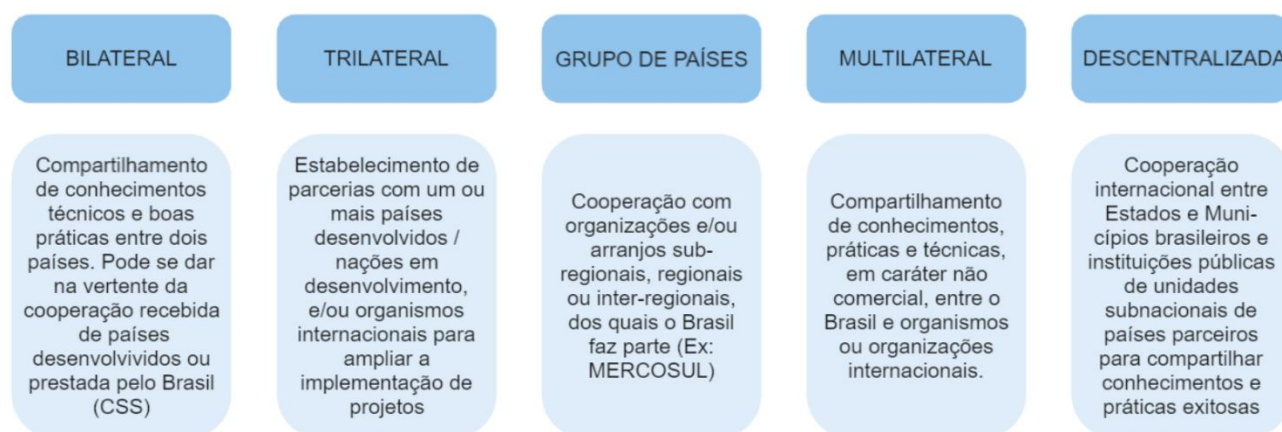 BILATERAL
Compartilhamento
de conhecimentos
técnicos e boas
práticas entre dois
países. Pode se dar
na vertente da
cooperação recebida
de países
desenvolvividos ou
prestada pelo Brasil
(CSS)
TRILATERAL
Estabelecimento de
parcerias com um ou
mais países
desenvolvidos /
nações em
desenvolvimento,
e/ou organismos
internacionais para
ampliar a
implementação de
projetos
GRUPO DE PAÍSES
Cooperação com
organizações e/ou
arranjos sub-
regionais, regionais
ou inter-regionais,
dos quais o Brasil
faz parte (Ex:
MERCOSUL)
MULTILATERAL
Compartilhamento
de conhecimentos,
práticas e técnicas,
em caráter não
comercial, entre o
Brasil e organismos
ou organizações
internacionais.
DESCENTRALIZADA
Cooperação
internacional entre
Estados e Muni-
cípios brasileiros e
instituições públicas
de unidades
subnacionais de
países parceiros
para compartilhar
conhecimentos e
práticas exitosas